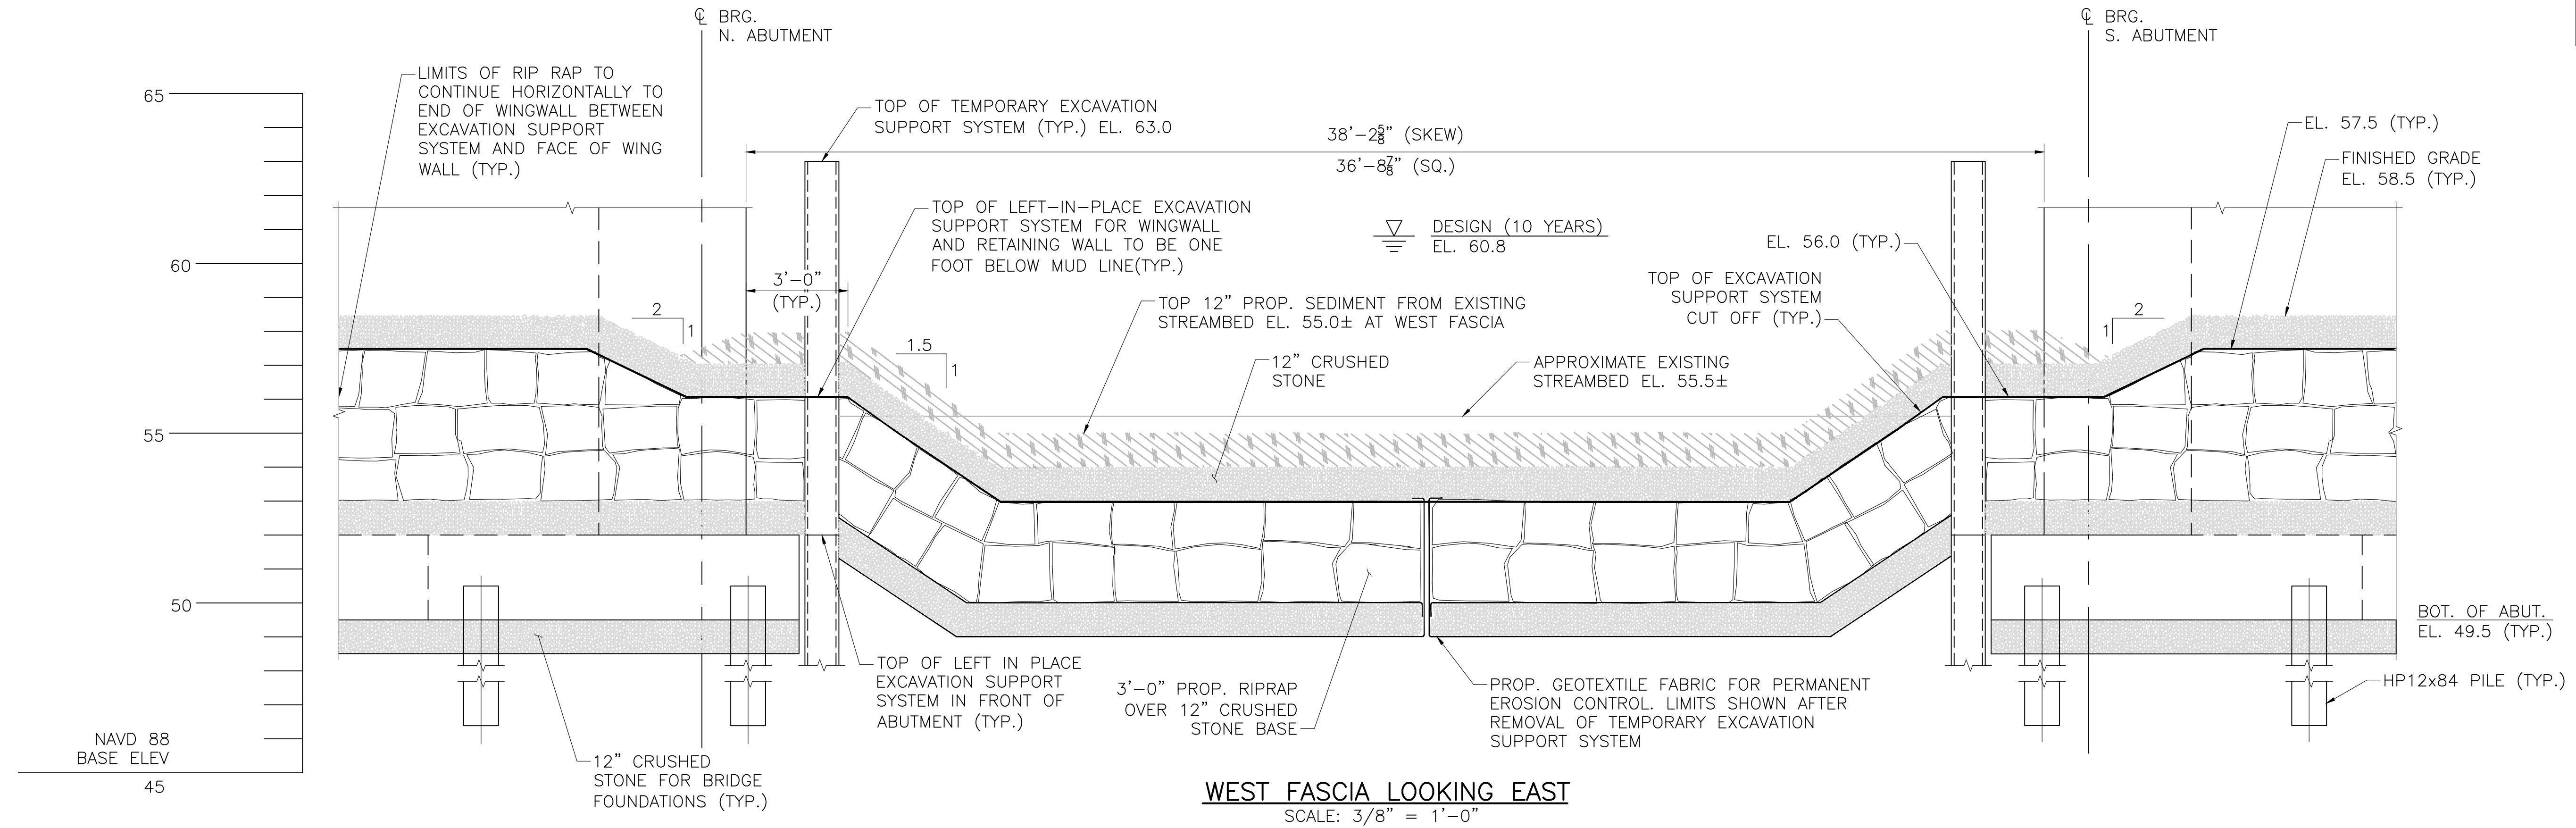 ℄ BRG.
N. ABUTMENT
℄ BRG.
S. ABUTMENT
LIMITS OF RIP RAP TO
CONTINUE HORIZONTALLY TO
END OF WINGWALL BETWEEN
EXCAVATION SUPPORT
SYSTEM AND FACE OF WING
WALL (TYP.)
65
60
55
50
NAVD 88
BASE ELEV
45
TOP OF TEMPORARY EXCAVATION
SUPPORT SYSTEM (TYP.) EL. 63.0
38'-2⅝" (SKEW)
36'-8⅞" (SQ.)
EL. 57.5 (TYP.)
FINISHED GRADE
EL. 58.5 (TYP.)
TOP OF LEFT-IN-PLACE EXCAVATION
SUPPORT SYSTEM FOR WINGWALL
AND RETAINING WALL TO BE ONE
FOOT BELOW MUD LINE(TYP.)
DESIGN (10 YEARS)
EL. 60.8
EL. 56.0 (TYP.)
TOP OF EXCAVATION
SUPPORT SYSTEM
CUT OFF (TYP.)
3'-0"
(TYP.)
2
1
1.5
1
2
1
TOP 12" PROP. SEDIMENT FROM EXISTING
STREAMBED EL. 55.0± AT WEST FASCIA
12" CRUSHED
STONE
APPROXIMATE EXISTING
STREAMBED EL. 55.5±
BOT. OF ABUT.
EL. 49.5 (TYP.)
HP12x84 PILE (TYP.)
TOP OF LEFT IN PLACE
EXCAVATION SUPPORT
SYSTEM IN FRONT OF
ABUTMENT (TYP.)
3'-0" PROP. RIPRAP
OVER 12" CRUSHED
STONE BASE
PROP. GEOTEXTILE FABRIC FOR PERMANENT
EROSION CONTROL. LIMITS SHOWN AFTER
REMOVAL OF TEMPORARY EXCAVATION
SUPPORT SYSTEM
12" CRUSHED
STONE FOR BRIDGE
FOUNDATIONS (TYP.)
WEST FASCIA LOOKING EAST
SCALE: 3/8" = 1'-0"